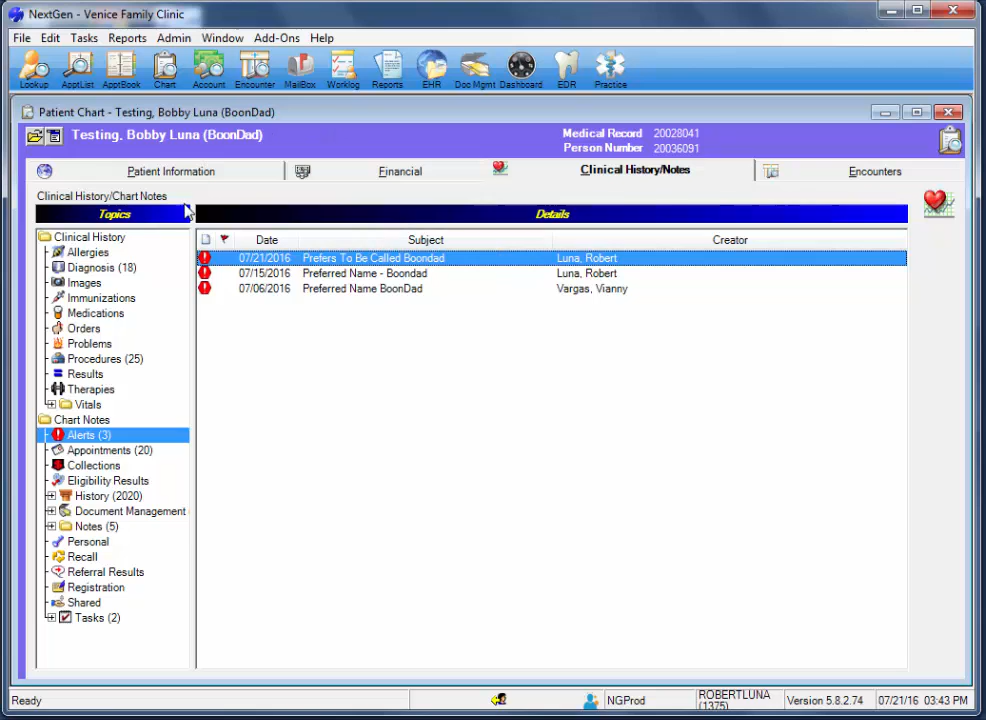 NextGen - Venice Family Clinic
File Edit Tasks Reports Admin Window Add-Ons Help
Lookup ApptList ApptBook Chart Account Encounter MailBox Worklog Reports EHR Doc Mgmt Dashboard EDR Practice
Patient Chart - Testing, Bobby Luna (BoonDad)
Testing, Bobby Luna (BoonDad)
Medical Record 20028041
Person Number 20036091
Patient Information Financial Clinical History/Notes Encounters
Clinical History/Chart Notes
Topics Details
Date Subject Creator
07/21/2016 Prefers To Be Called Boondad Luna, Robert
07/15/2016 Preferred Name - Boondad Luna, Robert
07/06/2016 Preferred Name BoonDad Vargas, Vianny
Clinical History
Allergies
Diagnosis (18)
Images
Immunizations
Medications
Orders
Problems
Procedures (25)
Results
Therapies
Vitals
Chart Notes
Alerts (3)
Appointments (20)
Collections
Eligibility Results
History (2020)
Document Management
Notes (5)
Personal
Recall
Referral Results
Registration
Shared
Tasks (2)
Ready NGProd ROBERTLUNA (1375) Version 5.8.2.74 07/21/16 03:43 PM